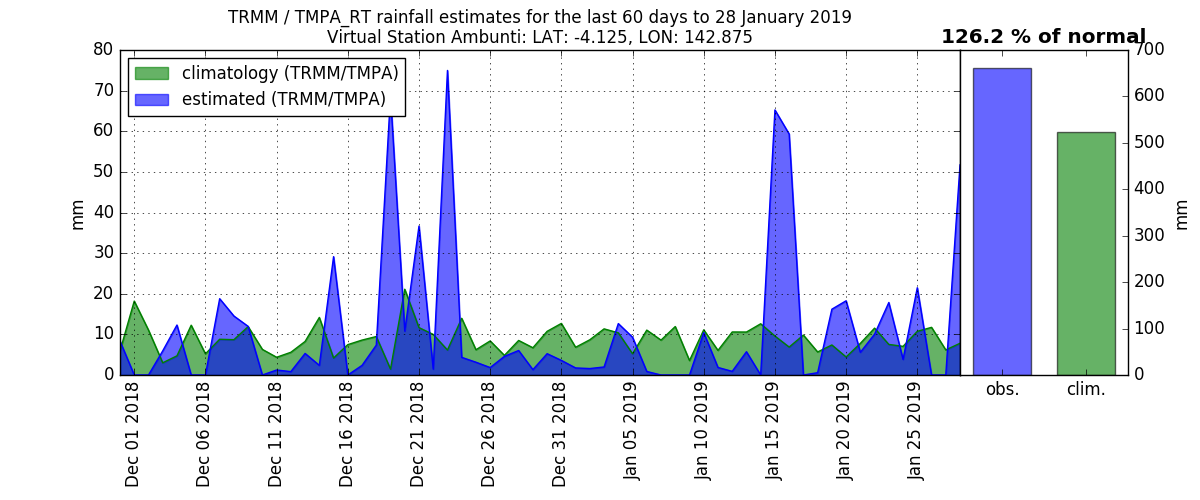 TRMM / TMPA_RT rainfall estimates for the last 60 days to 28 January 2019
Virtual Station Ambunti: LAT: -4.125, LON: 142.875
126.2 % of normal
climatology (TRMM/TMPA)
estimated (TRMM/TMPA)
mm
80
70
60
50
40
30
20
10
0
Dec 01 2018
Dec 06 2018
Dec 11 2018
Dec 16 2018
Dec 21 2018
Dec 26 2018
Dec 31 2018
Jan 05 2019
Jan 10 2019
Jan 15 2019
Jan 20 2019
Jan 25 2019
obs.
clim.
700
600
500
400
300
200
100
0
mm